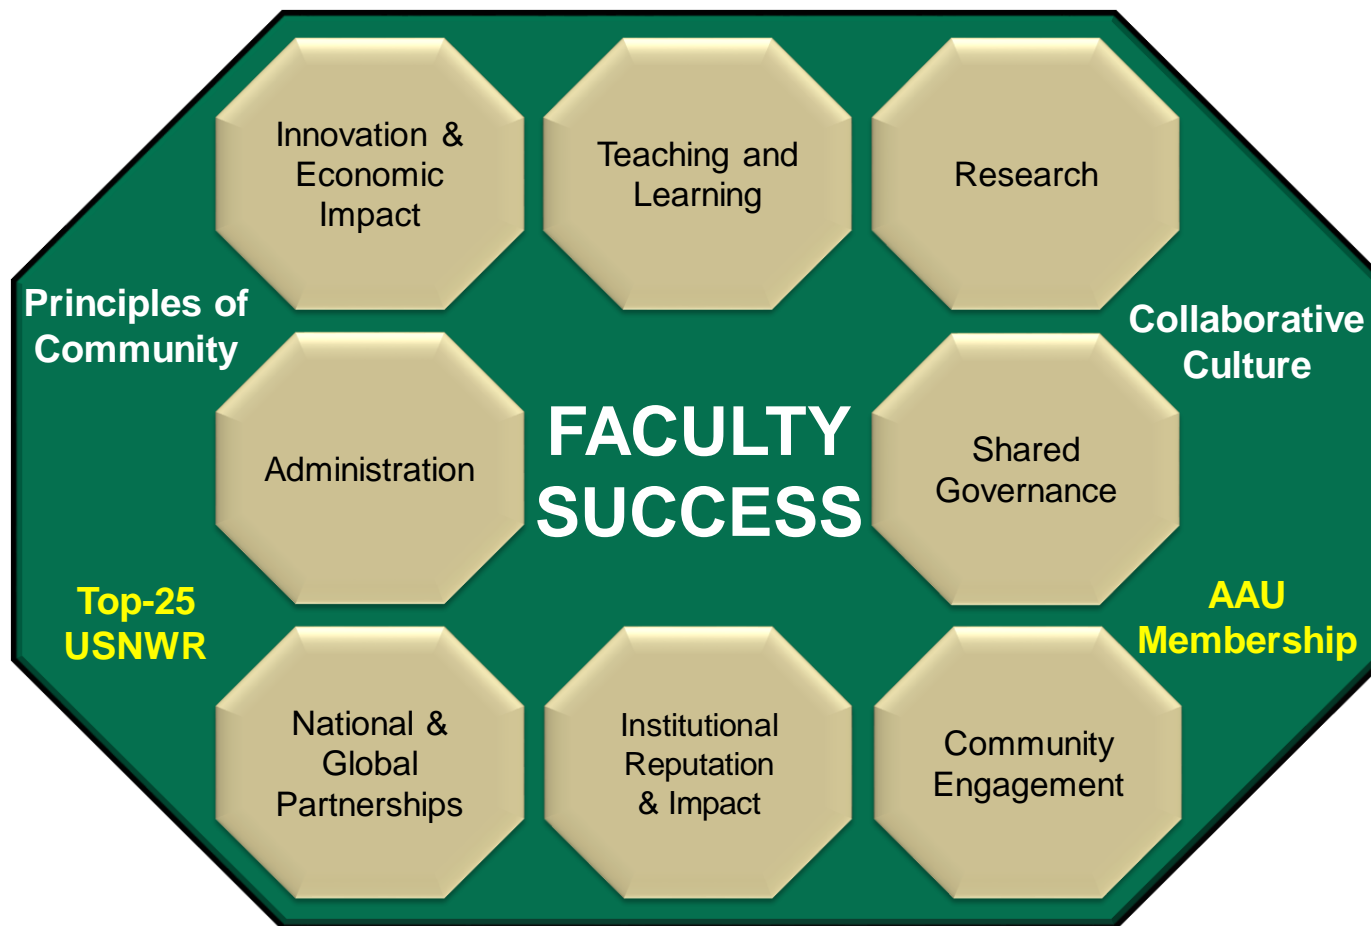 Innovation &
Economic
Impact
Teaching and
Learning
Research
Principles of
Community
Collaborative
Culture
Administration
FACULTY
SUCCESS
Shared
Governance
Top-25
USNWR
AAU
Membership
National &
Global
Partnerships
Institutional
Reputation
& Impact
Community
Engagement